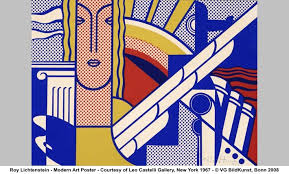 Roy Lichtenstein - Modern Art Poster - Courtesy of Leo Castelli Gallery, New York 1967 - © VG BildKunst, Bonn 2008